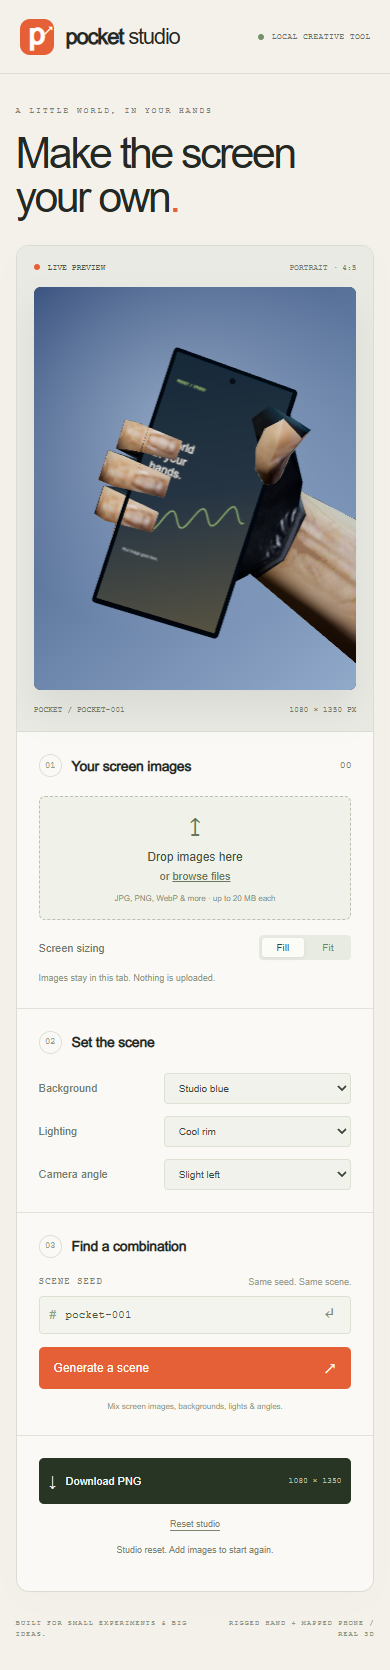 pocket studio
LOCAL CREATIVE TOOL
A LITTLE WORLD, IN YOUR HANDS
Make the screen
your own.
LIVE PREVIEW
PORTRAIT · 4:5
hands.
POCKET / POCKET-001
1080 × 1350 PX
01
Your screen images
00
Drop images here
or browse files
JPG, PNG, WebP & more · up to 20 MB each
Screen sizing
Fill
Fit
Images stay in this tab. Nothing is uploaded.
02
Set the scene
Background
Studio blue
Lighting
Cool rim
Camera angle
Slight left
03
Find a combination
SCENE SEED
Same seed. Same scene.
# pocket-001
Generate a scene
Mix screen images, backgrounds, lights & angles.
Download PNG
1080 × 1350
Reset studio
Studio reset. Add images to start again.
BUILT FOR SMALL EXPERIMENTS & BIG
IDEAS.
RIGGED HAND + MAPPED PHONE /
REAL 3D